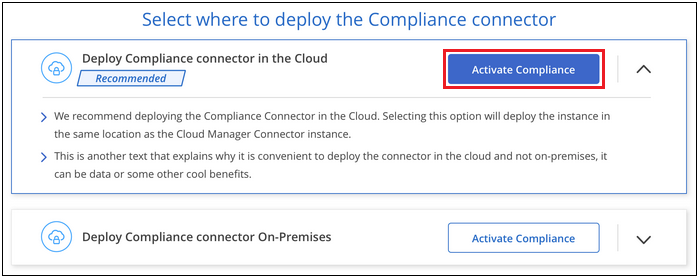 Select where to deploy the Compliance connector
Deploy Compliance connector in the Cloud
Recommended
Activate Compliance
We recommend deploying the Compliance Connector in the Cloud. Selecting this option will deploy the instance in
the same location as the Cloud Manager Connector instance.
This is another text that explains why it is convenient to deploy the connector in the cloud and not on-premises, it
can be data or some other cool benefits.
Deploy Compliance connector On-Premises
Activate Compliance